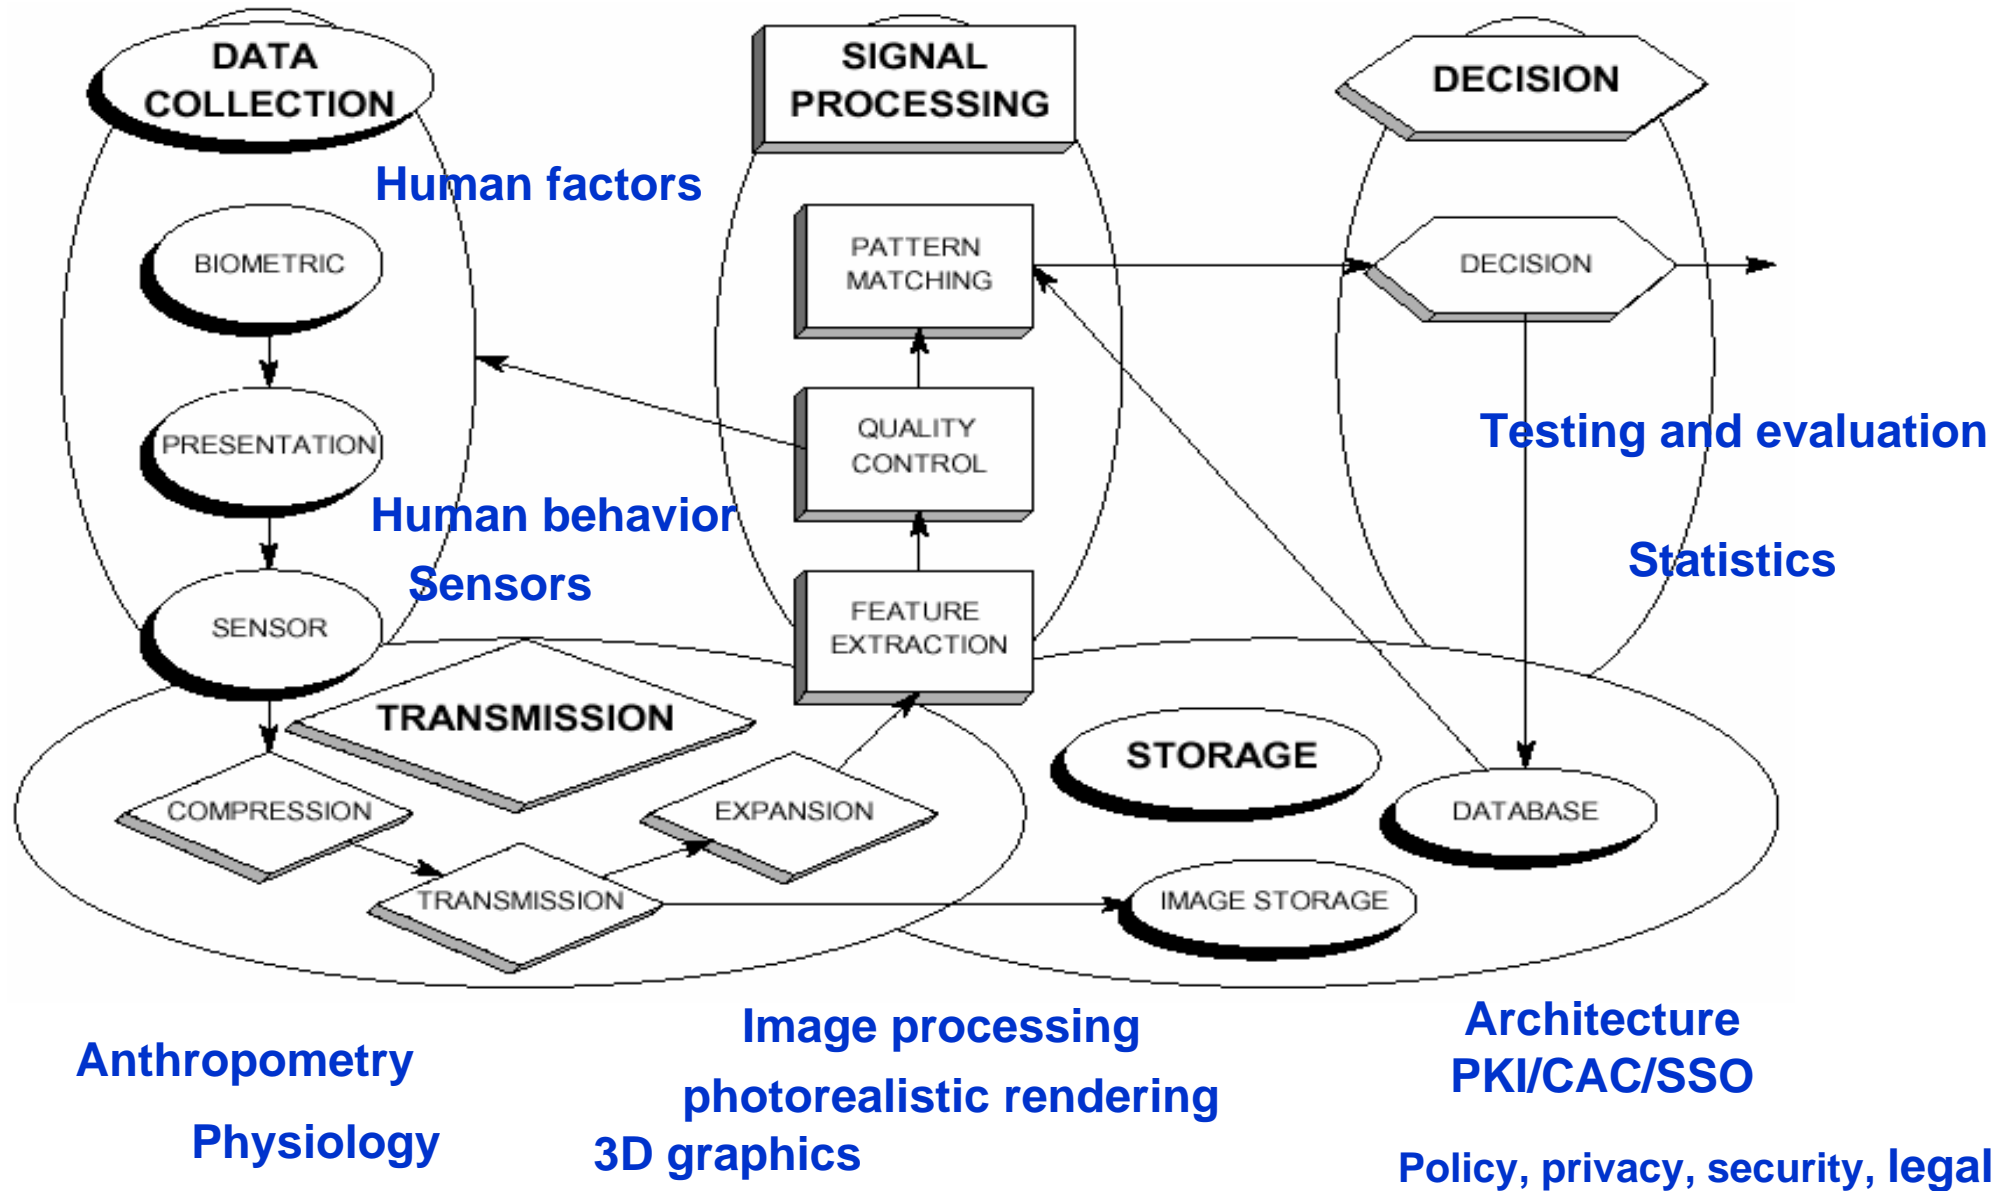 DATA
COLLECTION
SIGNAL
PROCESSING
DECISION
Human factors
BIOMETRIC
PATTERN
MATCHING
DECISION
PRESENTATION
QUALITY
CONTROL
Testing and evaluation
Human behavior
Sensors
Statistics
SENSOR
FEATURE
EXTRACTION
TRANSMISSION
STORAGE
COMPRESSION
EXPANSION
DATABASE
TRANSMISSION
IMAGE STORAGE
Anthropometry
Physiology
Image processing
photorealistic rendering
3D graphics
Architecture
PKI/CAC/SSO
Policy, privacy, security, legal